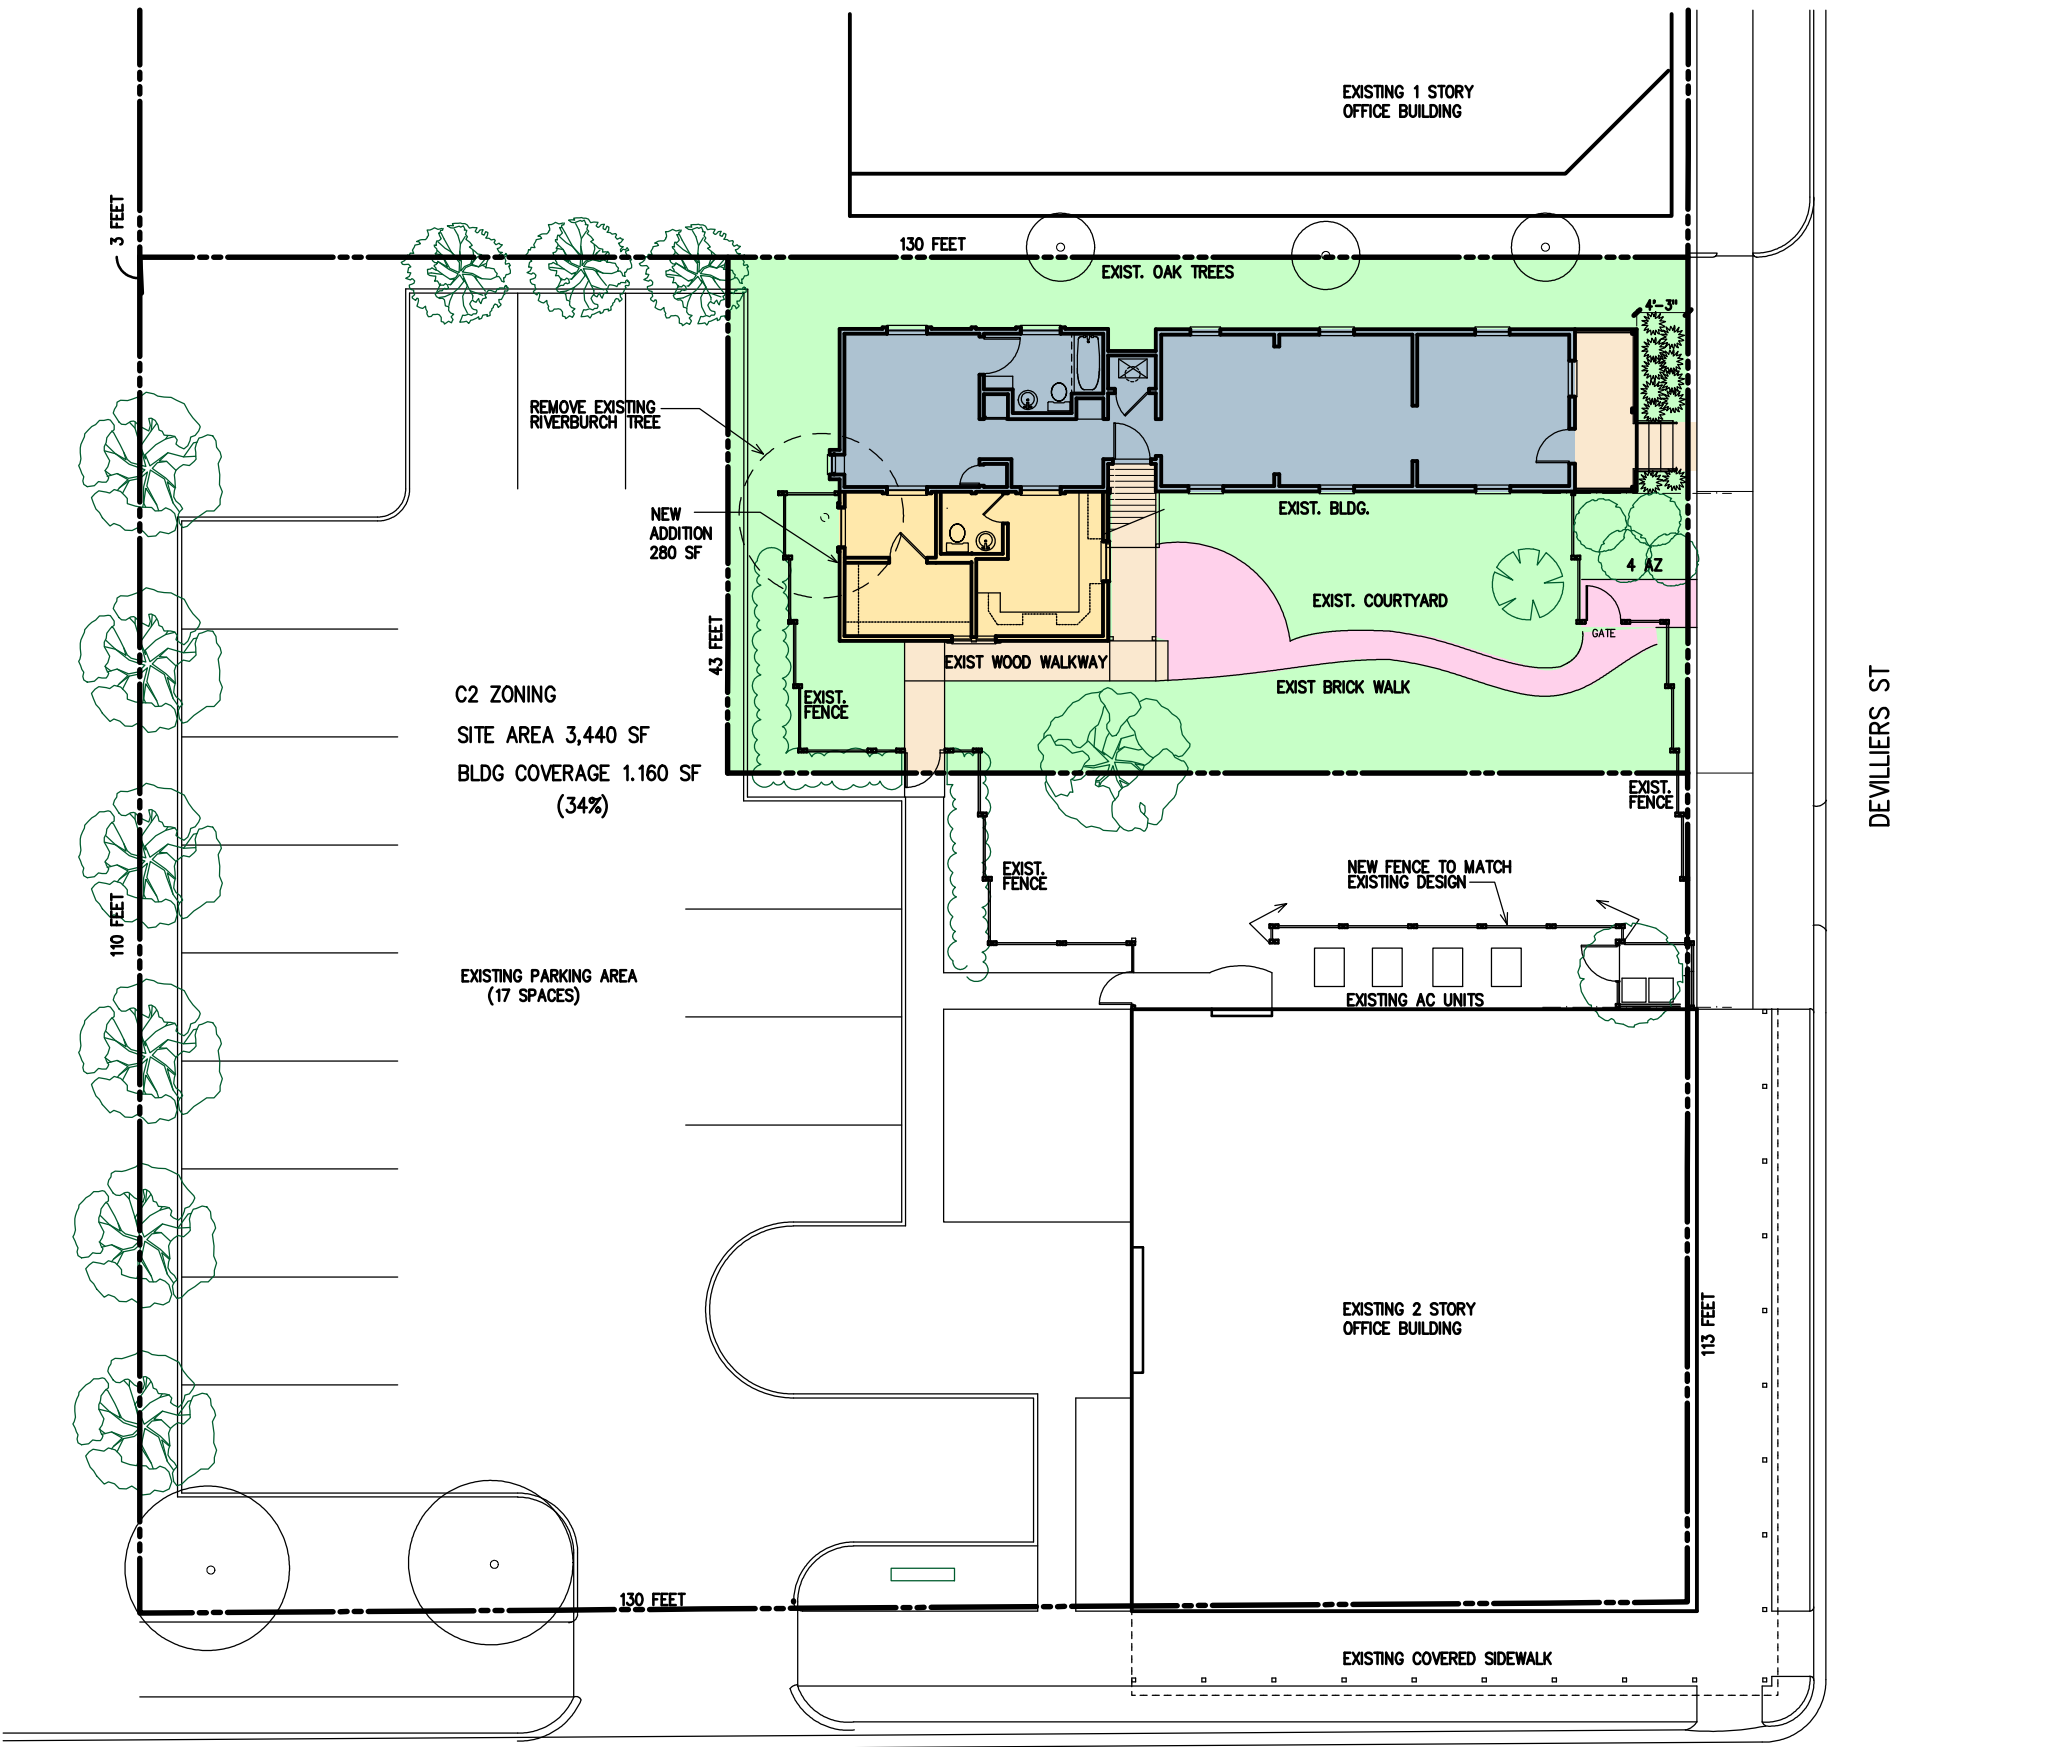 EXISTING 1 STORY
OFFICE BUILDING
3 FEET
130 FEET
EXIST. OAK TREES
4'-3"
REMOVE EXISTING
RIVERBURCH TREE
NEW
ADDITION
280 SF
EXIST. BLDG.
4 AZ
EXIST. COURTYARD
GATE
43 FEET
EXIST WOOD WALKWAY
EXIST BRICK WALK
EXIST.
FENCE
C2 ZONING
SITE AREA 3,440 SF
BLDG COVERAGE 1.160 SF
(34%)
DEVILLIERS ST
EXIST.
FENCE
EXIST.
FENCE
NEW FENCE TO MATCH
EXISTING DESIGN
110 FEET
EXISTING PARKING AREA
(17 SPACES)
EXISTING AC UNITS
EXISTING 2 STORY
OFFICE BUILDING
113 FEET
130 FEET
EXISTING COVERED SIDEWALK